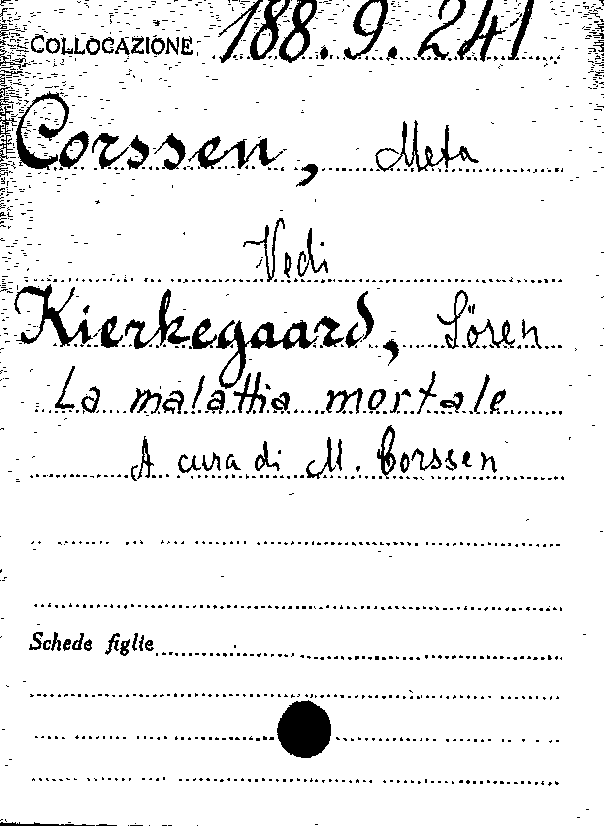 COLLOCAZIONE 188.9.241
Corssen, Meta
Vedi
Kierkegaard, Sören
La malattia mortale
A cura di M. Corssen
Schede figlie